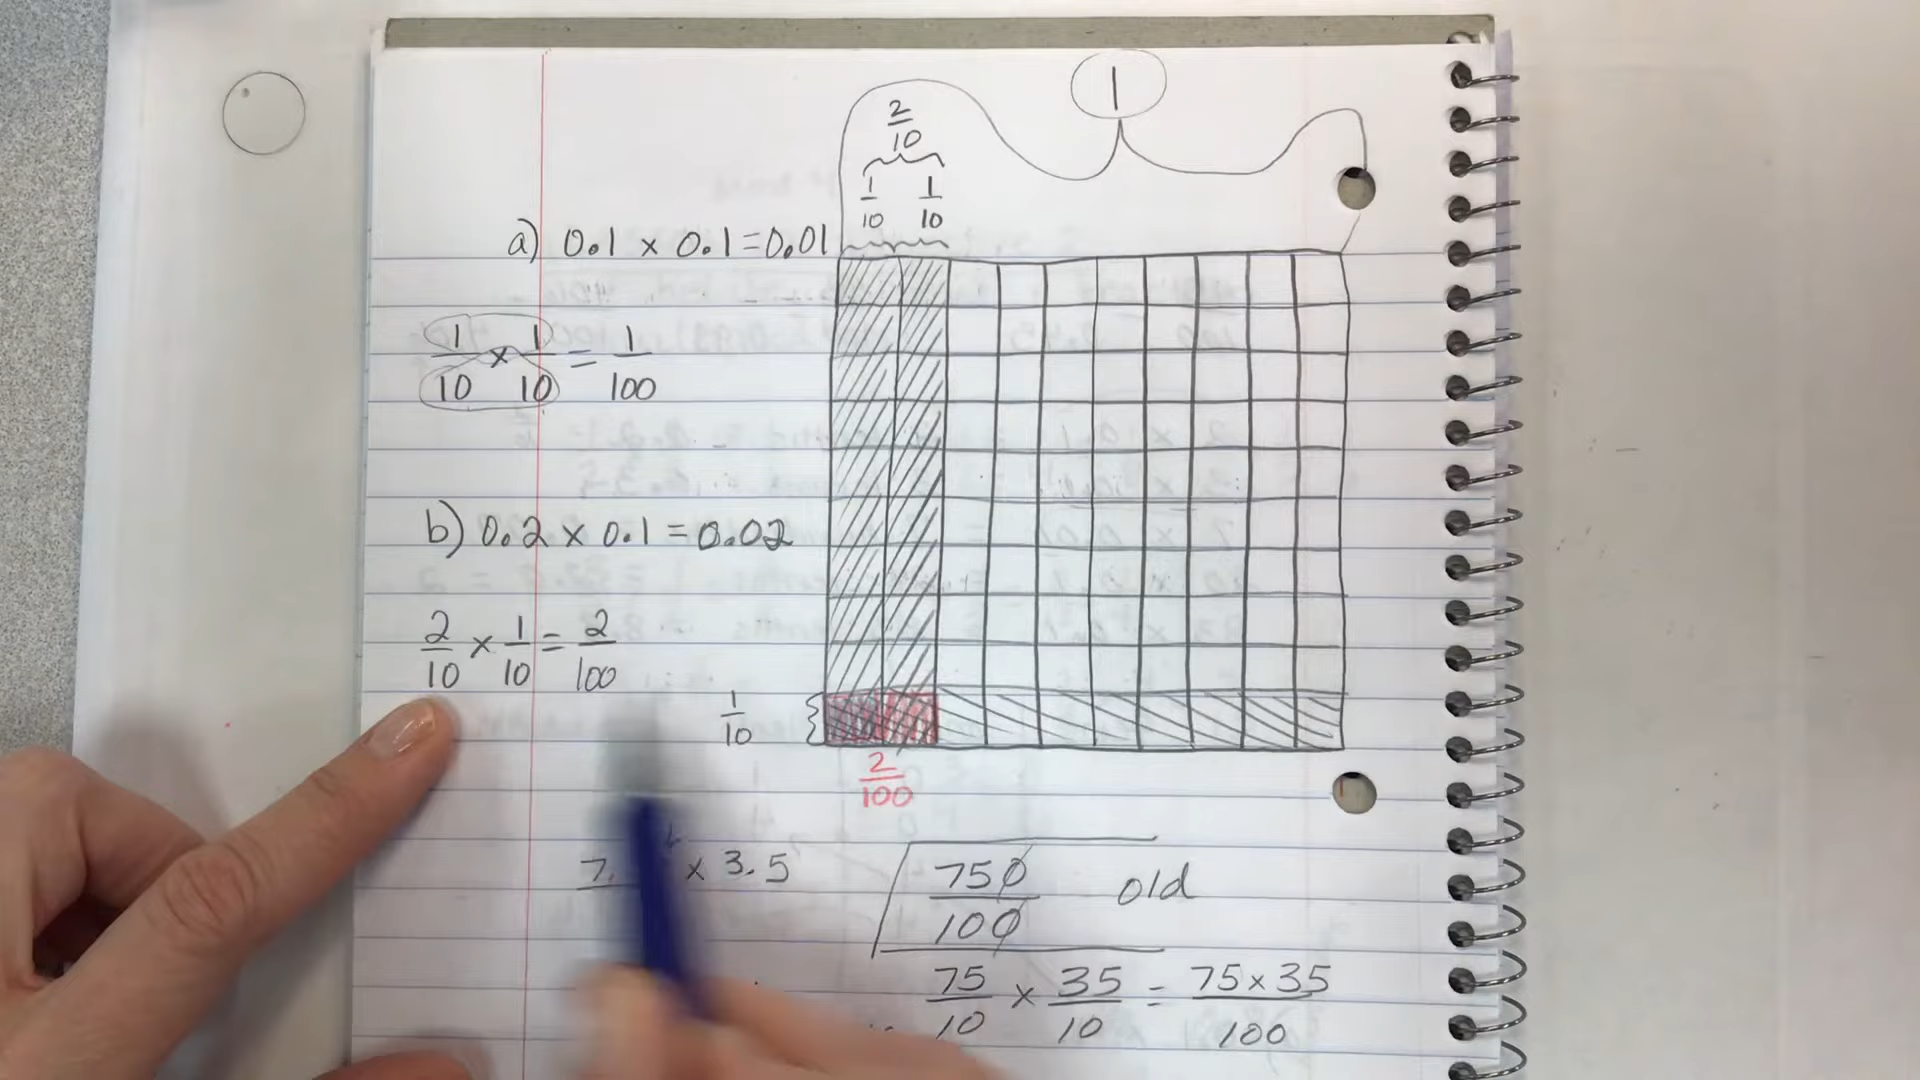 1
2/10
1/10 1/10
a) 0.1 x 0.1 = 0.01
1/10 x 1/10 = 1/100
b) 0.2 x 0.1 = 0.02
2/10 x 1/10 = 2/100
1/10
2/100
7. x 3.5
750/100 old
75/10 x 35/10 = 75x35/100